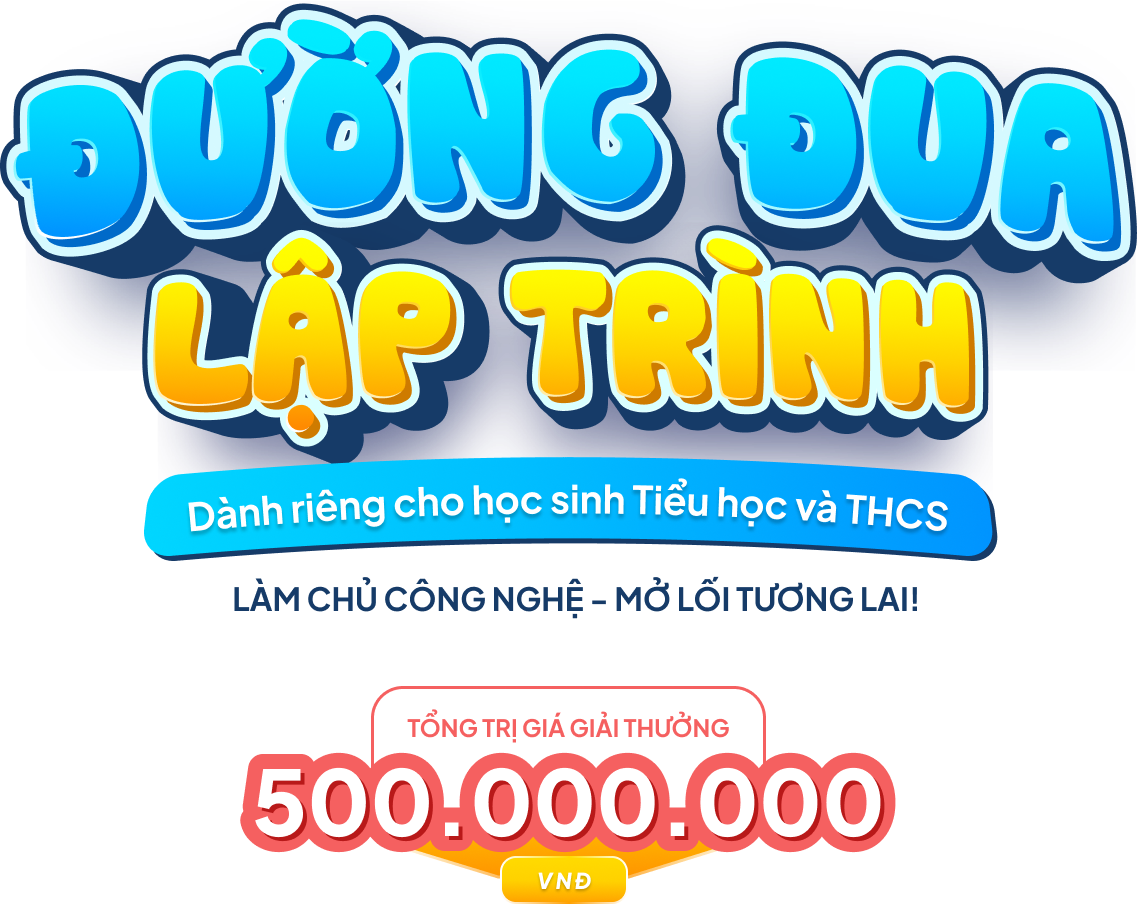 ĐƯỜNG ĐUA
LẬP TRÌNH
Dành riêng cho học sinh Tiểu học và THCS
LÀM CHỦ CÔNG NGHỆ – MỞ LỐI TƯƠNG LAI!
TỔNG TRỊ GIÁ GIẢI THƯỞNG
500.000.000
VNĐ